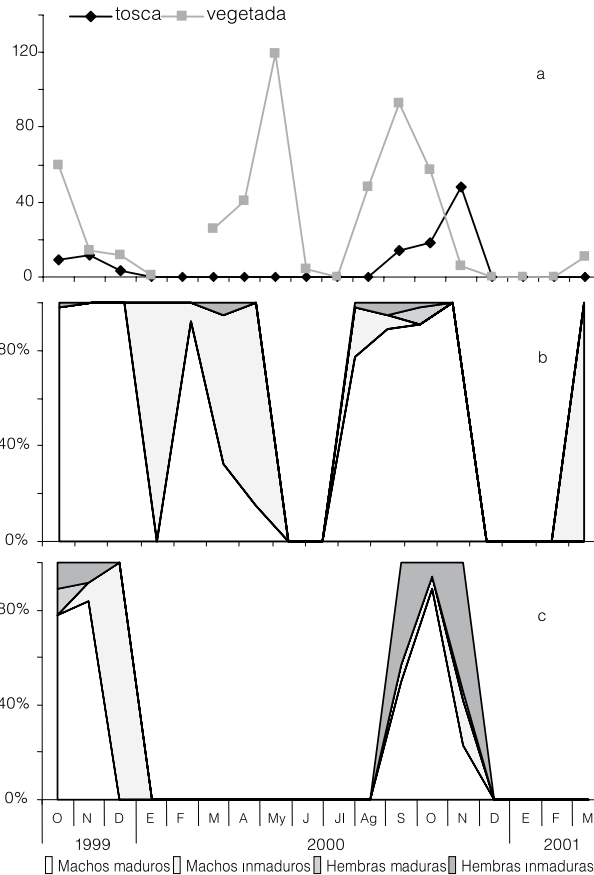 tosca vegetada
120
80
40
0
a
80%
40%
0%
b
80%
40%
0%
c
O N D E F M A My J Jl Ag S O N D E F M
1999 2000 2001
Machos maduros Machos inmaduros Hembras maduras Hembras inmaduras